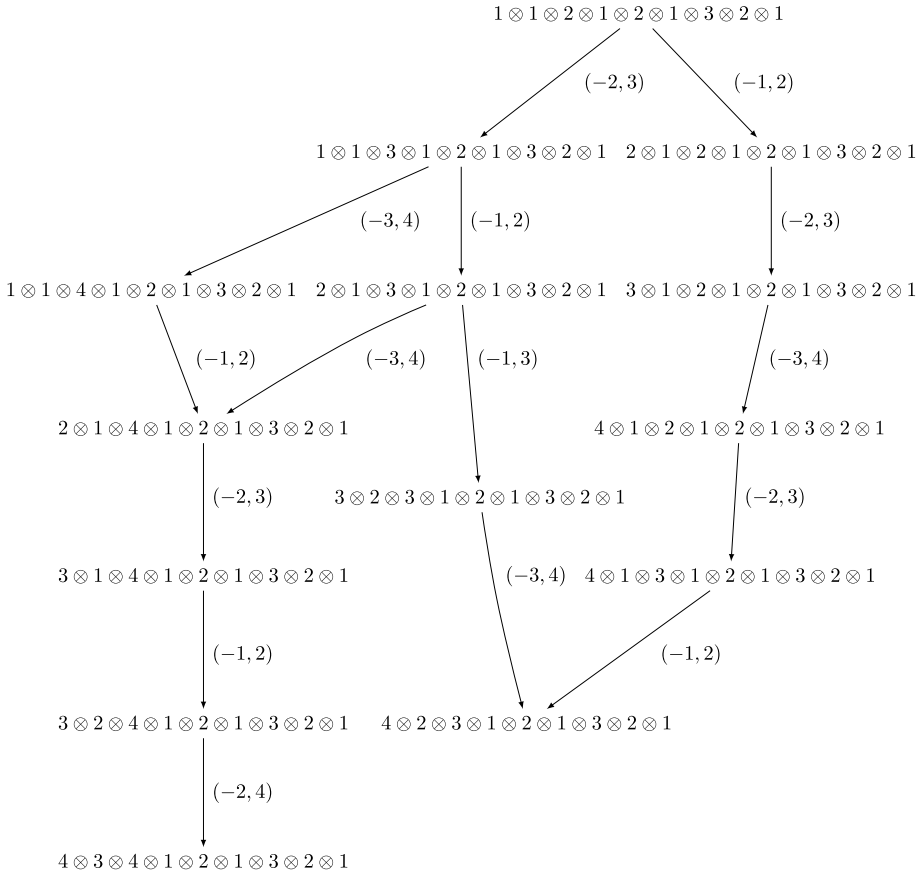 1 ⊗ 1 ⊗ 2 ⊗ 1 ⊗ 2 ⊗ 1 ⊗ 3 ⊗ 2 ⊗ 1
(−2, 3) (−1, 2)
1 ⊗ 1 ⊗ 3 ⊗ 1 ⊗ 2 ⊗ 1 ⊗ 3 ⊗ 2 ⊗ 1 2 ⊗ 1 ⊗ 2 ⊗ 1 ⊗ 2 ⊗ 1 ⊗ 3 ⊗ 2 ⊗ 1
(−3, 4) (−1, 2) (−2, 3)
1 ⊗ 1 ⊗ 4 ⊗ 1 ⊗ 2 ⊗ 1 ⊗ 3 ⊗ 2 ⊗ 1 2 ⊗ 1 ⊗ 3 ⊗ 1 ⊗ 2 ⊗ 1 ⊗ 3 ⊗ 2 ⊗ 1 3 ⊗ 1 ⊗ 2 ⊗ 1 ⊗ 2 ⊗ 1 ⊗ 3 ⊗ 2 ⊗ 1
(−1, 2) (−3, 4) (−1, 3) (−3, 4)
2 ⊗ 1 ⊗ 4 ⊗ 1 ⊗ 2 ⊗ 1 ⊗ 3 ⊗ 2 ⊗ 1 4 ⊗ 1 ⊗ 2 ⊗ 1 ⊗ 2 ⊗ 1 ⊗ 3 ⊗ 2 ⊗ 1
(−2, 3) 3 ⊗ 2 ⊗ 3 ⊗ 1 ⊗ 2 ⊗ 1 ⊗ 3 ⊗ 2 ⊗ 1 (−2, 3)
3 ⊗ 1 ⊗ 4 ⊗ 1 ⊗ 2 ⊗ 1 ⊗ 3 ⊗ 2 ⊗ 1 (−3, 4) 4 ⊗ 1 ⊗ 3 ⊗ 1 ⊗ 2 ⊗ 1 ⊗ 3 ⊗ 2 ⊗ 1
(−1, 2) (−1, 2)
3 ⊗ 2 ⊗ 4 ⊗ 1 ⊗ 2 ⊗ 1 ⊗ 3 ⊗ 2 ⊗ 1 4 ⊗ 2 ⊗ 3 ⊗ 1 ⊗ 2 ⊗ 1 ⊗ 3 ⊗ 2 ⊗ 1
(−2, 4)
4 ⊗ 3 ⊗ 4 ⊗ 1 ⊗ 2 ⊗ 1 ⊗ 3 ⊗ 2 ⊗ 1